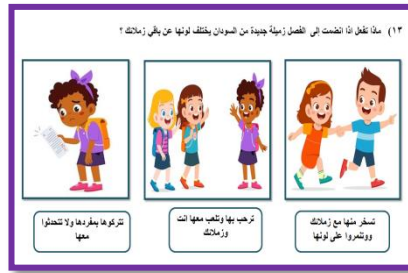 ١٣) ماذا تفعل اذا انضمت إلى الفصل زميلة جديدة من السودان يختلف لونها عن باقي زملائك ؟
تسخر منها مع زملائك
ووتتمروا على لونها
ترحب بها وتلعب معها انت
وزملائك
تتركوها بمفردها ولا تتحدثوا
معها